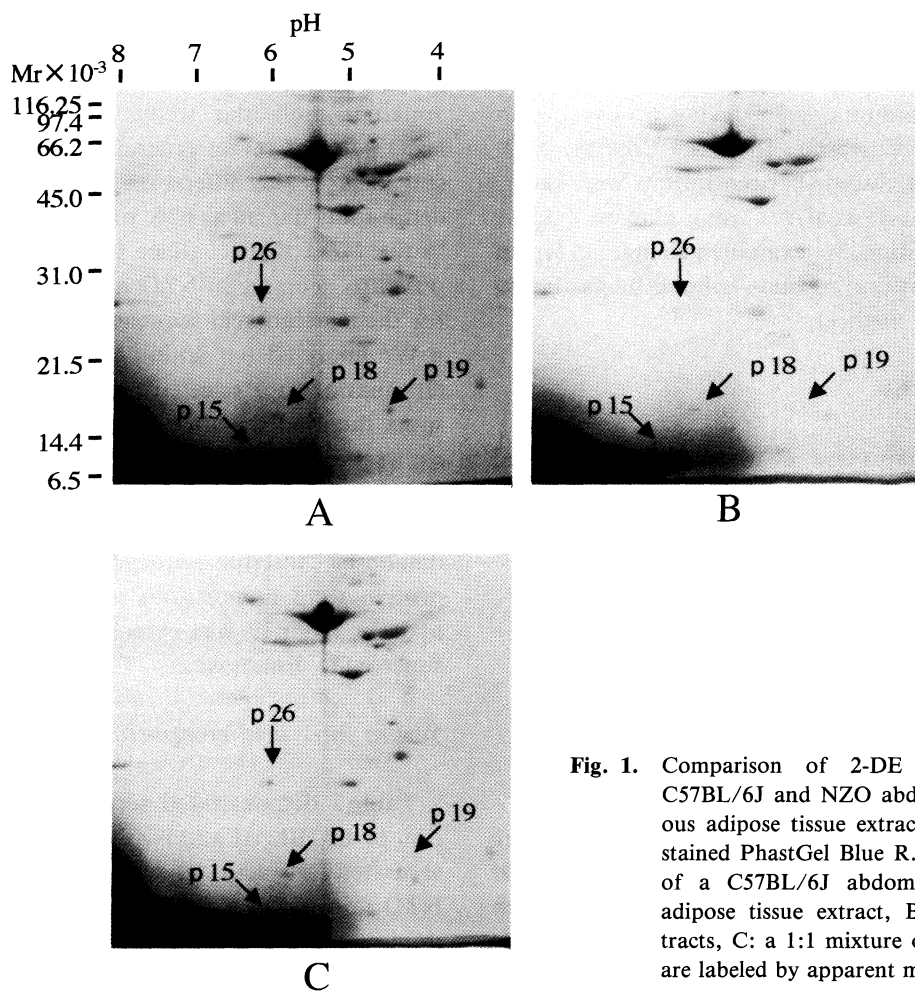 pH
8 7 6 5 4
Mr×10⁻³
116.25
97.4
66.2
45.0
31.0
21.5
14.4
6.5
p 26
p 18
p 19
p 15
A
p 26
p 18
p 19
p 15
B
p 26
p 18
p 19
p 15
C
Fig. 1. Comparison of 2-DE
C57BL/6J and NZO abd
ous adipose tissue extrac
stained PhastGel Blue R.
of a C57BL/6J abdom
adipose tissue extract, B
tracts, C: a 1:1 mixture
are labeled by apparent m